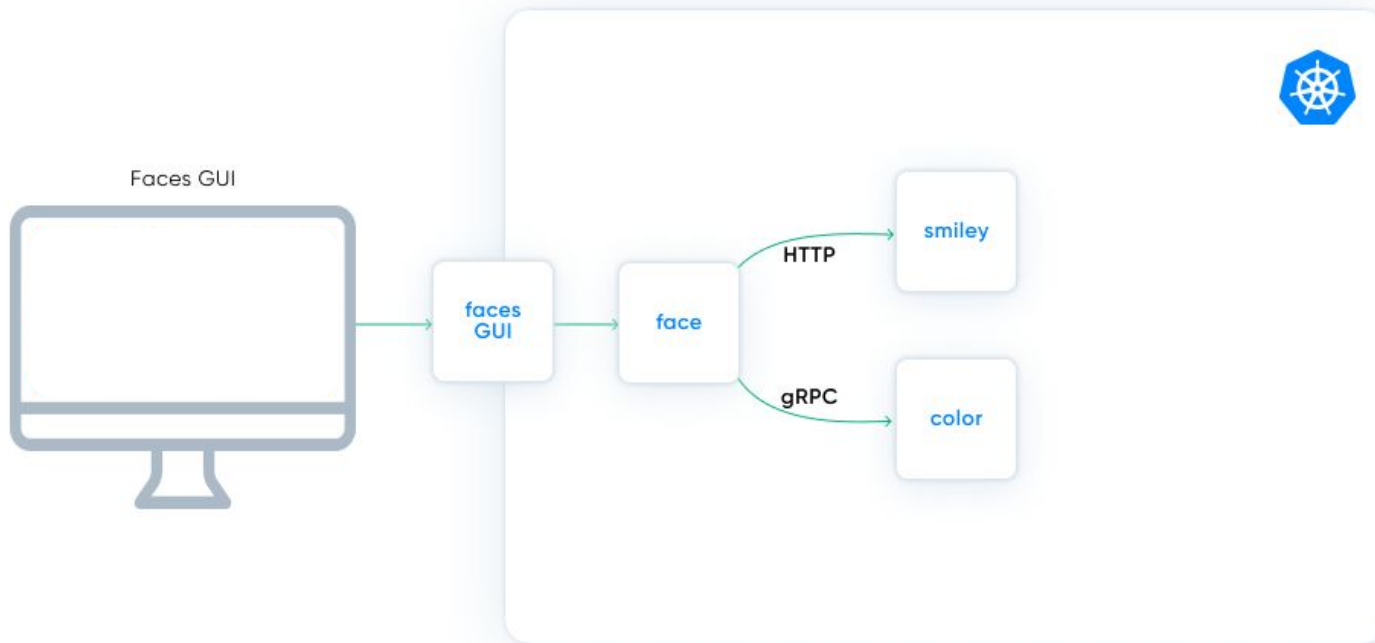 Faces GUI
faces
GUI
face
HTTP
smiley
gRPC
color